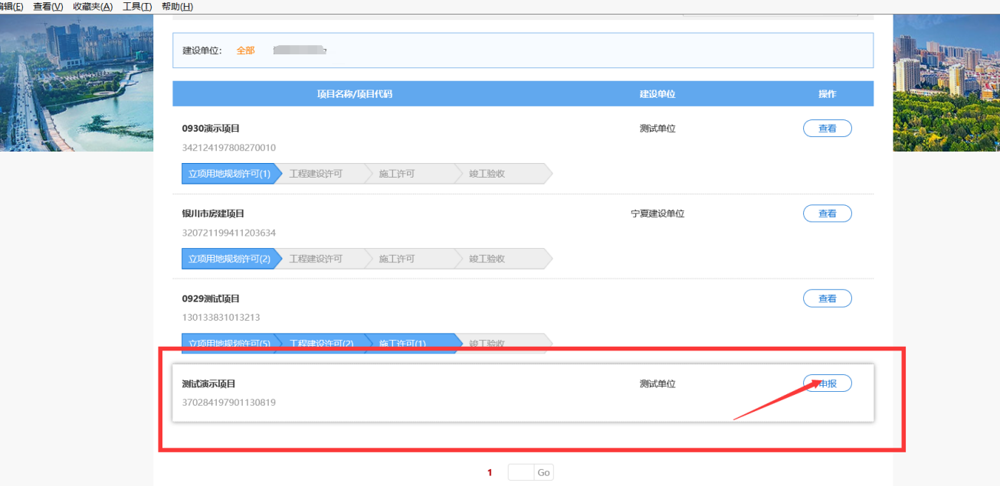 编辑(E) 查看(V) 收藏夹(A) 工具(T) 帮助(H)
建设单位： 全部
项目名称/项目代码 建设单位 操作
0930演示项目 测试单位 查看
342124197808270010
立项用地规划许可(1) 工程建设许可 施工许可 竣工验收
银川市房建项目 宁夏建设单位 查看
320721199411203634
立项用地规划许可(2) 工程建设许可 施工许可 竣工验收
0929测试项目 查看
130133831013213
立项用地规划许可(5) 工程建设许可(2) 施工许可(1) 竣工验收
测试演示项目 测试单位 申报
370284197901130819
1 Go